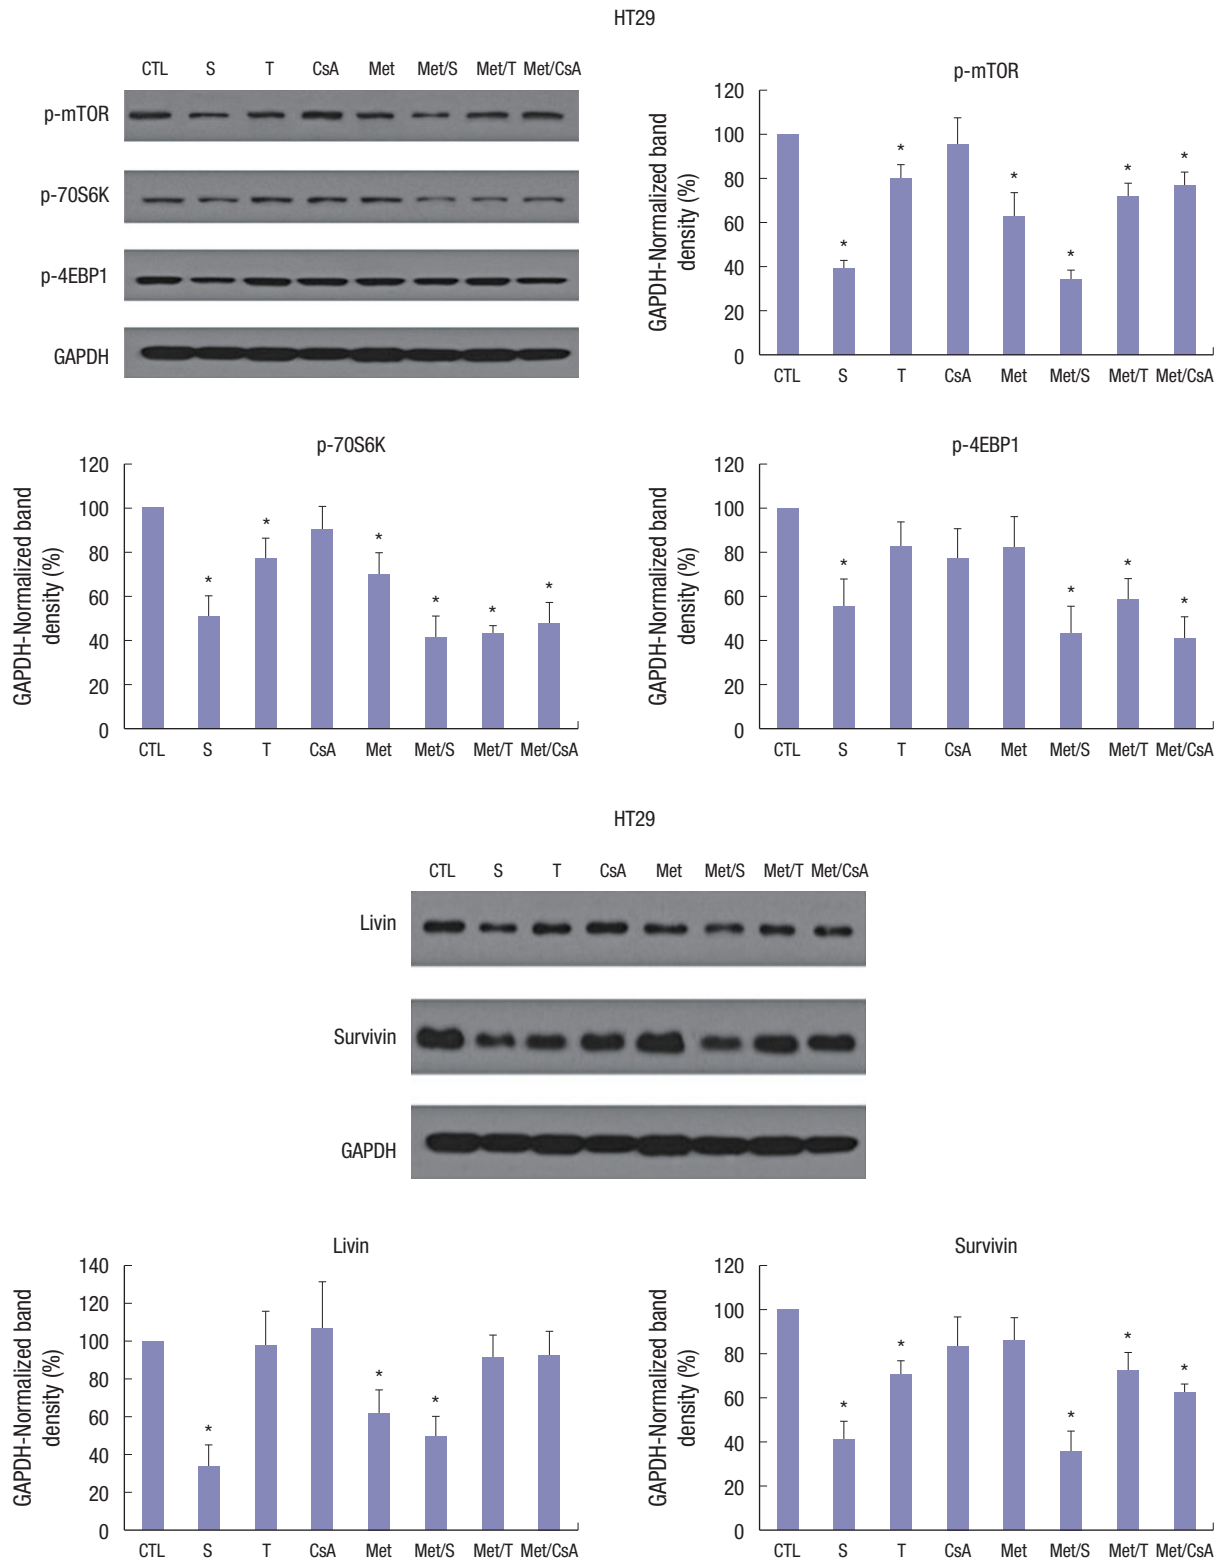 HT29
CTL S T CsA Met Met/S Met/T Met/CsA
p-mTOR
p-70S6K
p-4EBP1
GAPDH
p-mTOR
GAPDH-Normalized band
density (%)
120
100
80
60
40
20
0
* * * * * *
CTL S T CsA Met Met/S Met/T Met/CsA
p-70S6K
GAPDH-Normalized band
density (%)
120
100
80
60
40
20
0
* * * * * *
CTL S T CsA Met Met/S Met/T Met/CsA
p-4EBP1
GAPDH-Normalized band
density (%)
120
100
80
60
40
20
0
* * * *
CTL S T CsA Met Met/S Met/T Met/CsA
HT29
CTL S T CsA Met Met/S Met/T Met/CsA
Livin
Survivin
GAPDH
Livin
GAPDH-Normalized band
density (%)
140
120
100
80
60
40
20
0
* * *
CTL S T CsA Met Met/S Met/T Met/CsA
Survivin
GAPDH-Normalized band
density (%)
120
100
80
60
40
20
0
* * * * *
CTL S T CsA Met Met/S Met/T Met/CsA